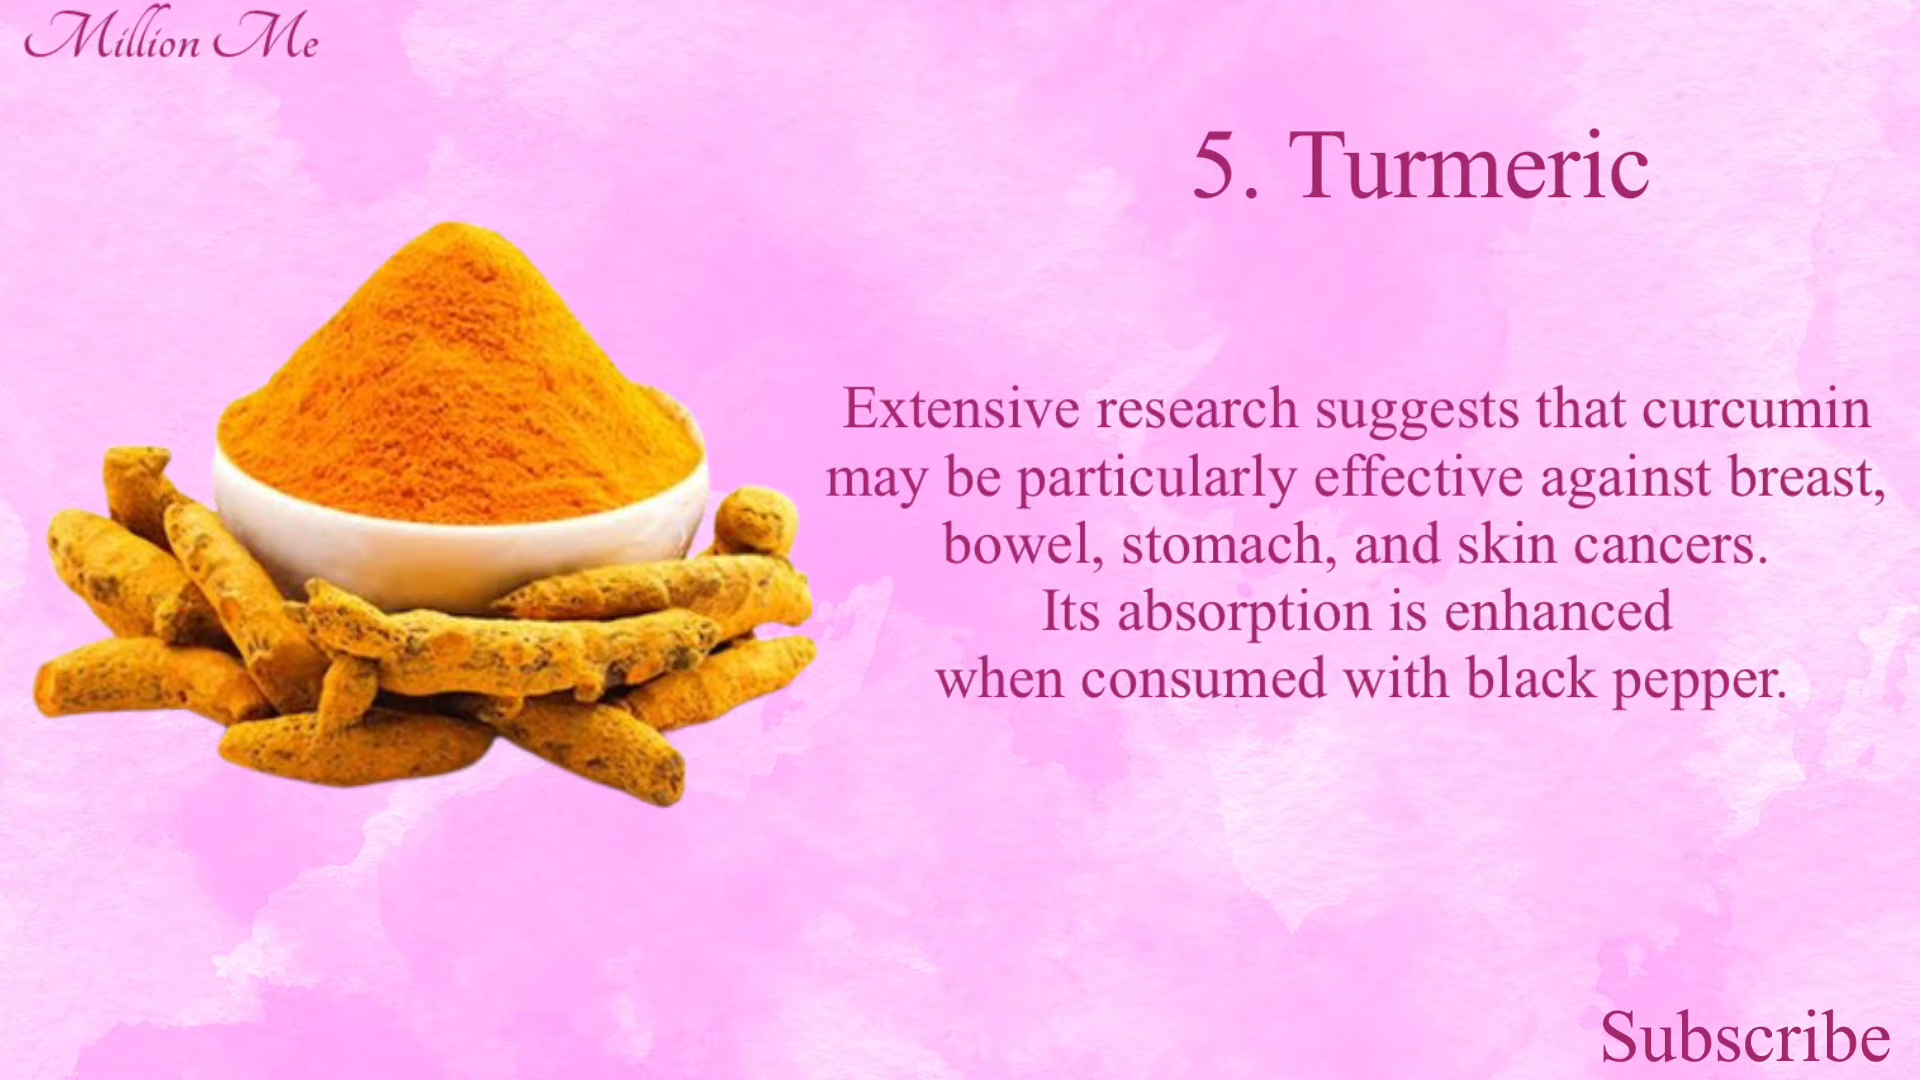 Million Me
5. Turmeric
Extensive research suggests that curcumin
may be particularly effective against breast,
bowel, stomach, and skin cancers.
Its absorption is enhanced
when consumed with black pepper.
Subscribe